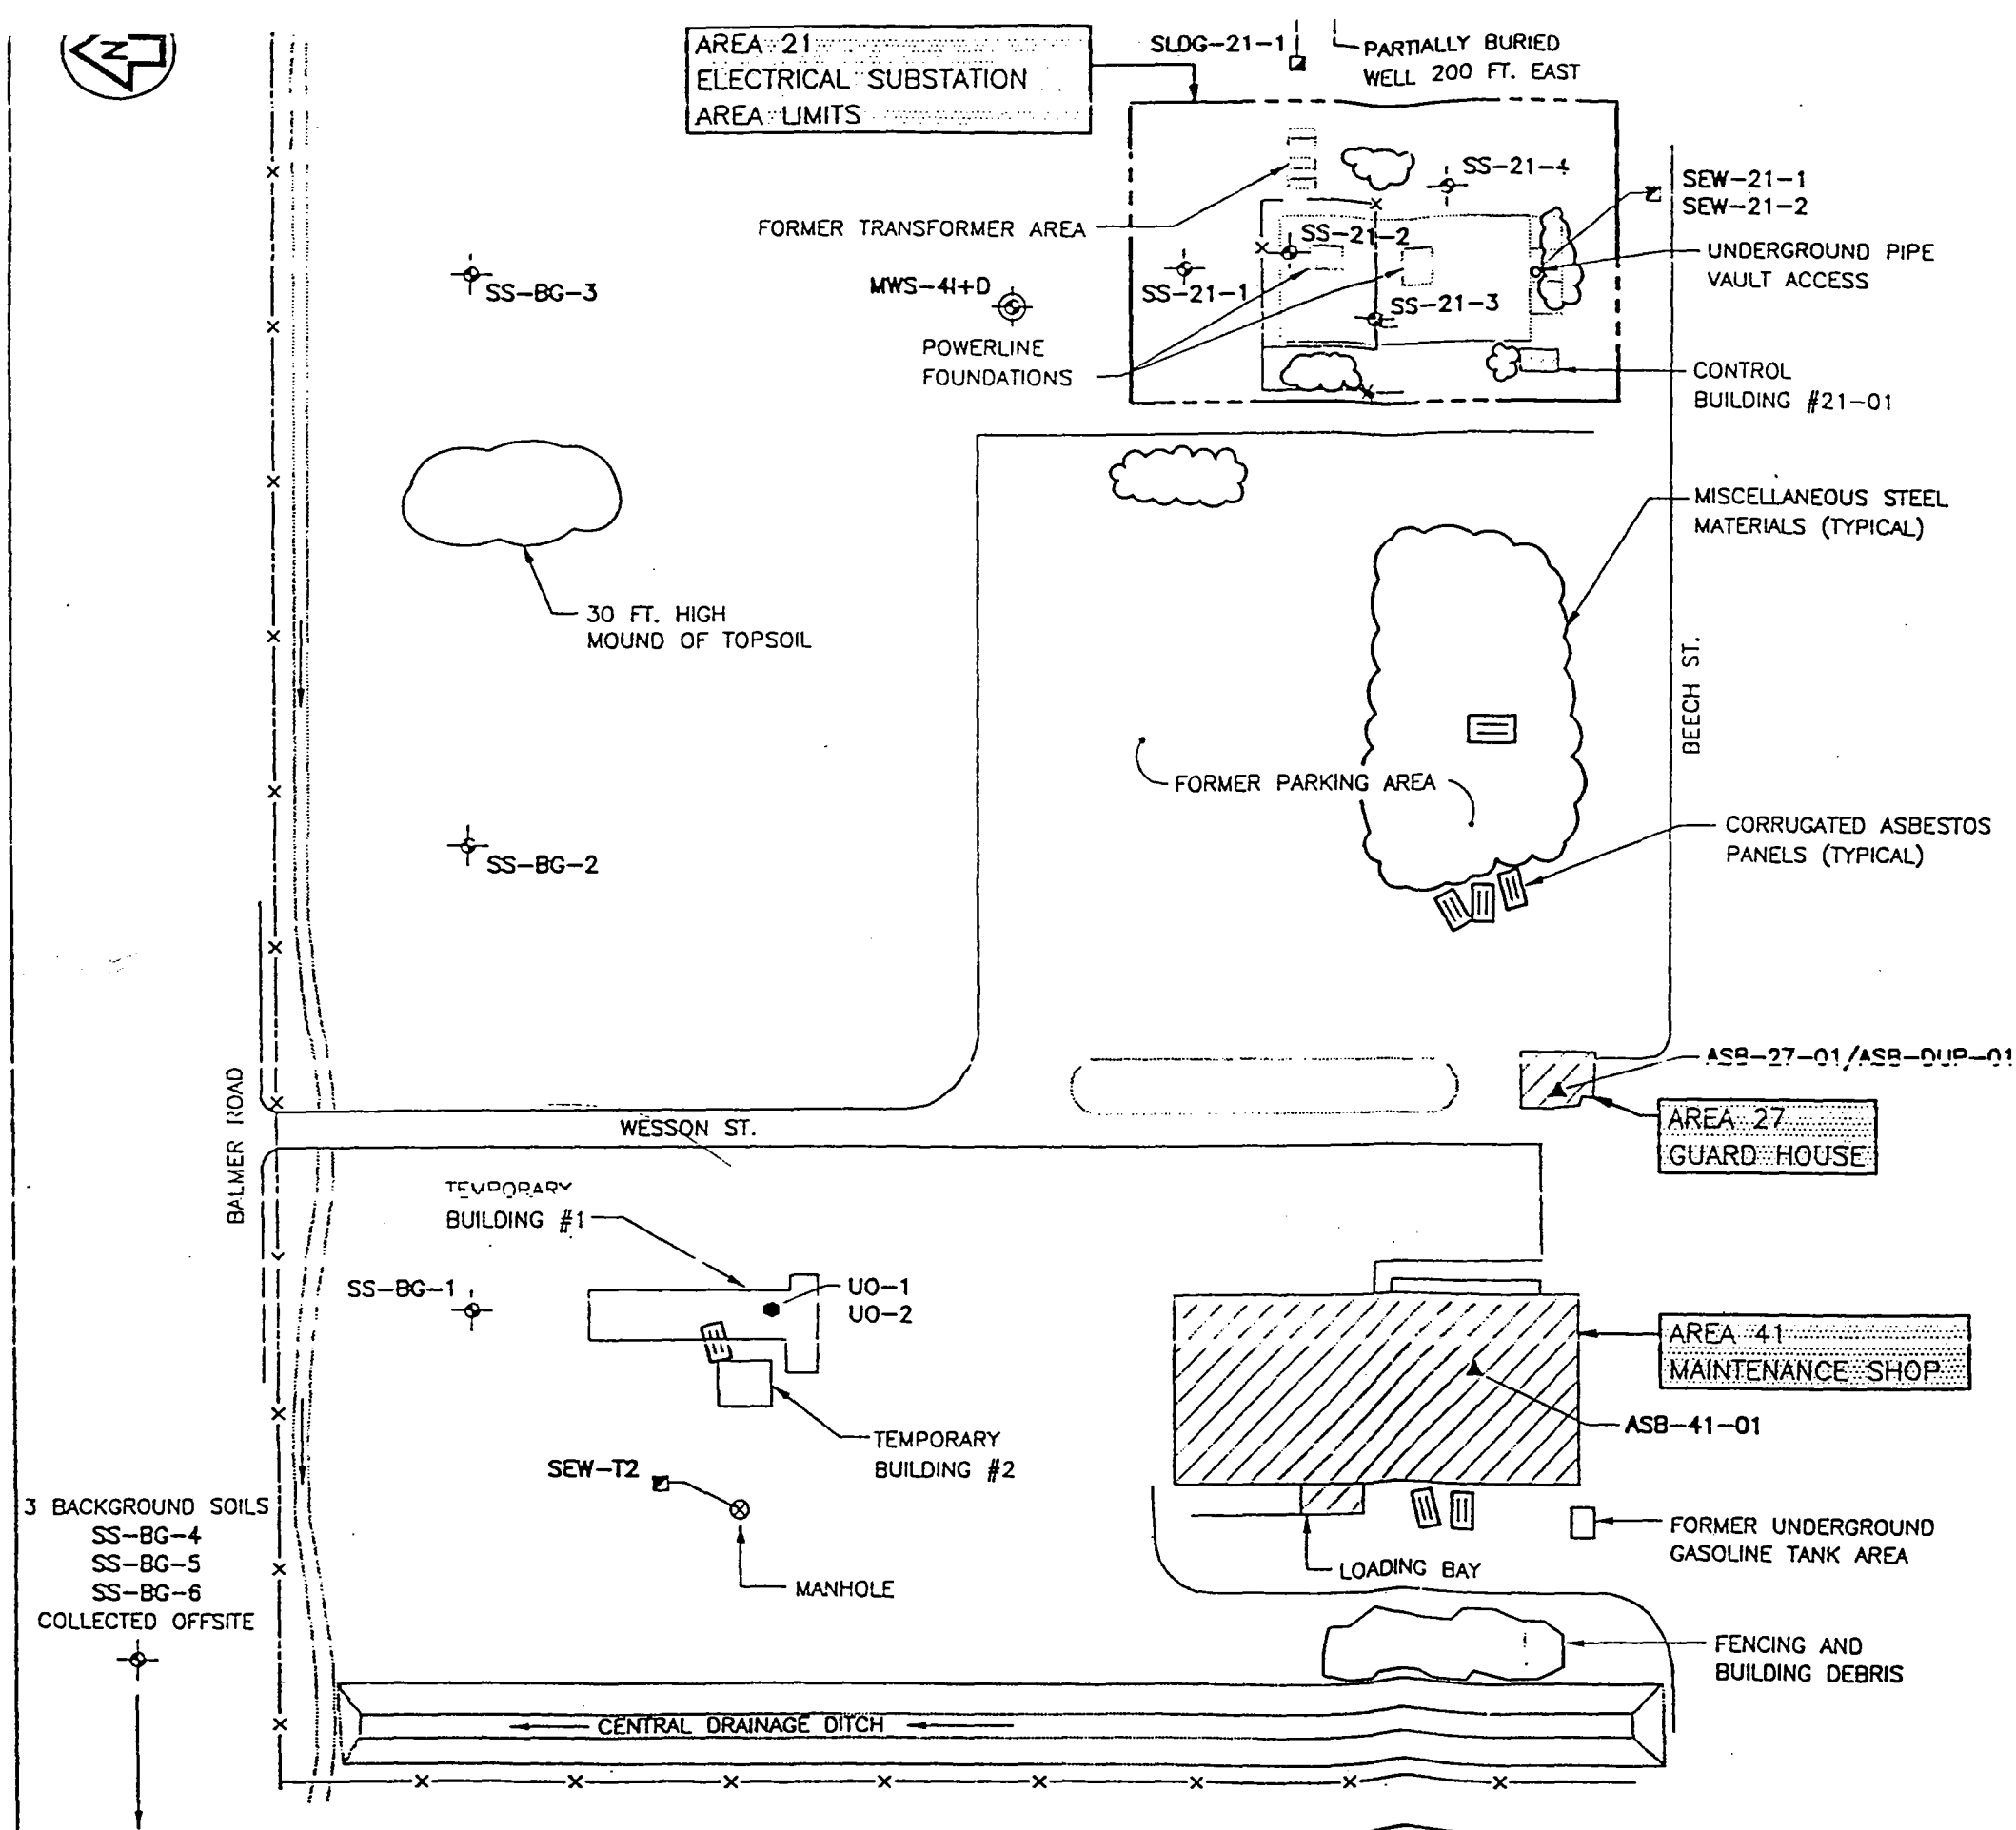 N
AREA 21
ELECTRICAL SUBSTATION
AREA LIMITS
SLDG-21-1
PARTIALLY BURIED
WELL 200 FT. EAST
SS-21-4
SEW-21-1
SEW-21-2
FORMER TRANSFORMER AREA
SS-21-2
UNDERGROUND PIPE
VAULT ACCESS
SS-BG-3
MWS-4I+D
SS-21-1
SS-21-3
POWERLINE
FOUNDATIONS
CONTROL
BUILDING #21-01
MISCELLANEOUS STEEL
MATERIALS (TYPICAL)
30 FT. HIGH
MOUND OF TOPSOIL
BEECH ST.
FORMER PARKING AREA
CORRUGATED ASBESTOS
PANELS (TYPICAL)
SS-BG-2
ASB-27-01/ASB-DUP-01
BALMER ROAD
WESSON ST.
AREA 27
GUARD HOUSE
TEMPORARY
BUILDING #1
SS-BG-1
UO-1
UO-2
AREA 41
MAINTENANCE SHOP
ASB-41-01
TEMPORARY
BUILDING #2
SEW-T2
3 BACKGROUND SOILS
SS-BG-4
SS-BG-5
SS-BG-6
COLLECTED OFFSITE
MANHOLE
LOADING BAY
FORMER UNDERGROUND
GASOLINE TANK AREA
FENCING AND
BUILDING DEBRIS
CENTRAL DRAINAGE DITCH